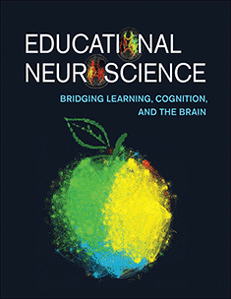 EDUCATIONAL
NEUROSCIENCE
BRIDGING LEARNING, COGNITION,
AND THE BRAIN